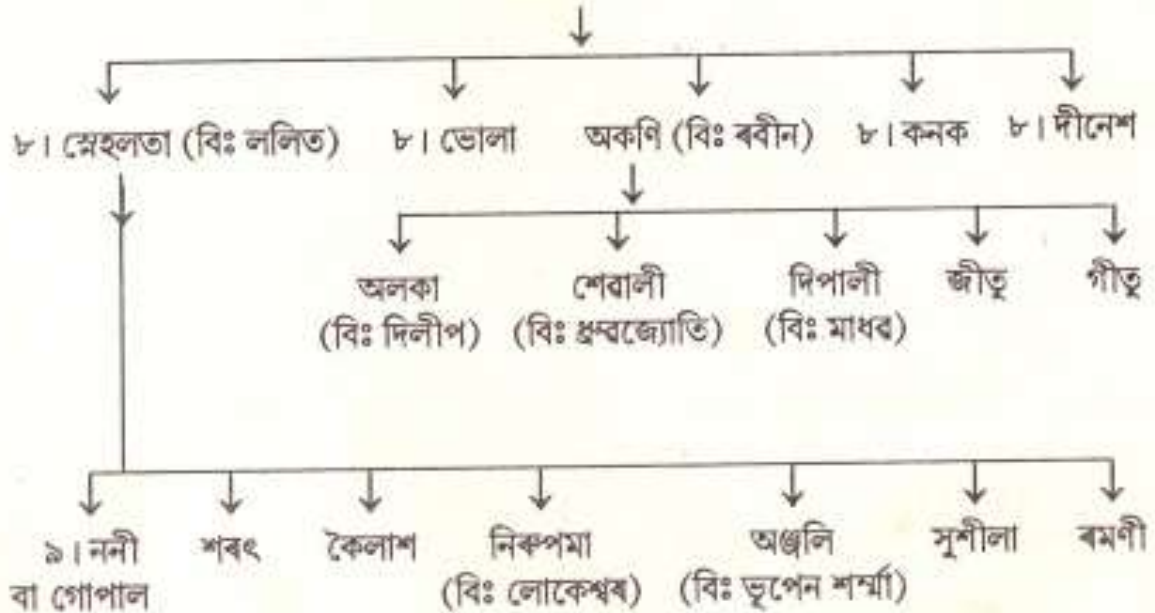 ৮। স্নেহলতা (বিঃ ললিত) ৮। ভোলা অকণি (বিঃ ৰবীন) ৮। কনক ৮। দীনেশ
অলকা শেৱালী দিপালী জীতু গীতু
(বিঃ দিলীপ) (বিঃ ধ্ৰুৱজ্যোতি) (বিঃ মাধৱ)
৯। ননী শৰৎ কৈলাশ নিৰুপমা অঞ্জলি সুশীলা ৰমণী
বা গোপাল (বিঃ লোকেশ্বৰ) (বিঃ ভূপেন শৰ্ম্মা)